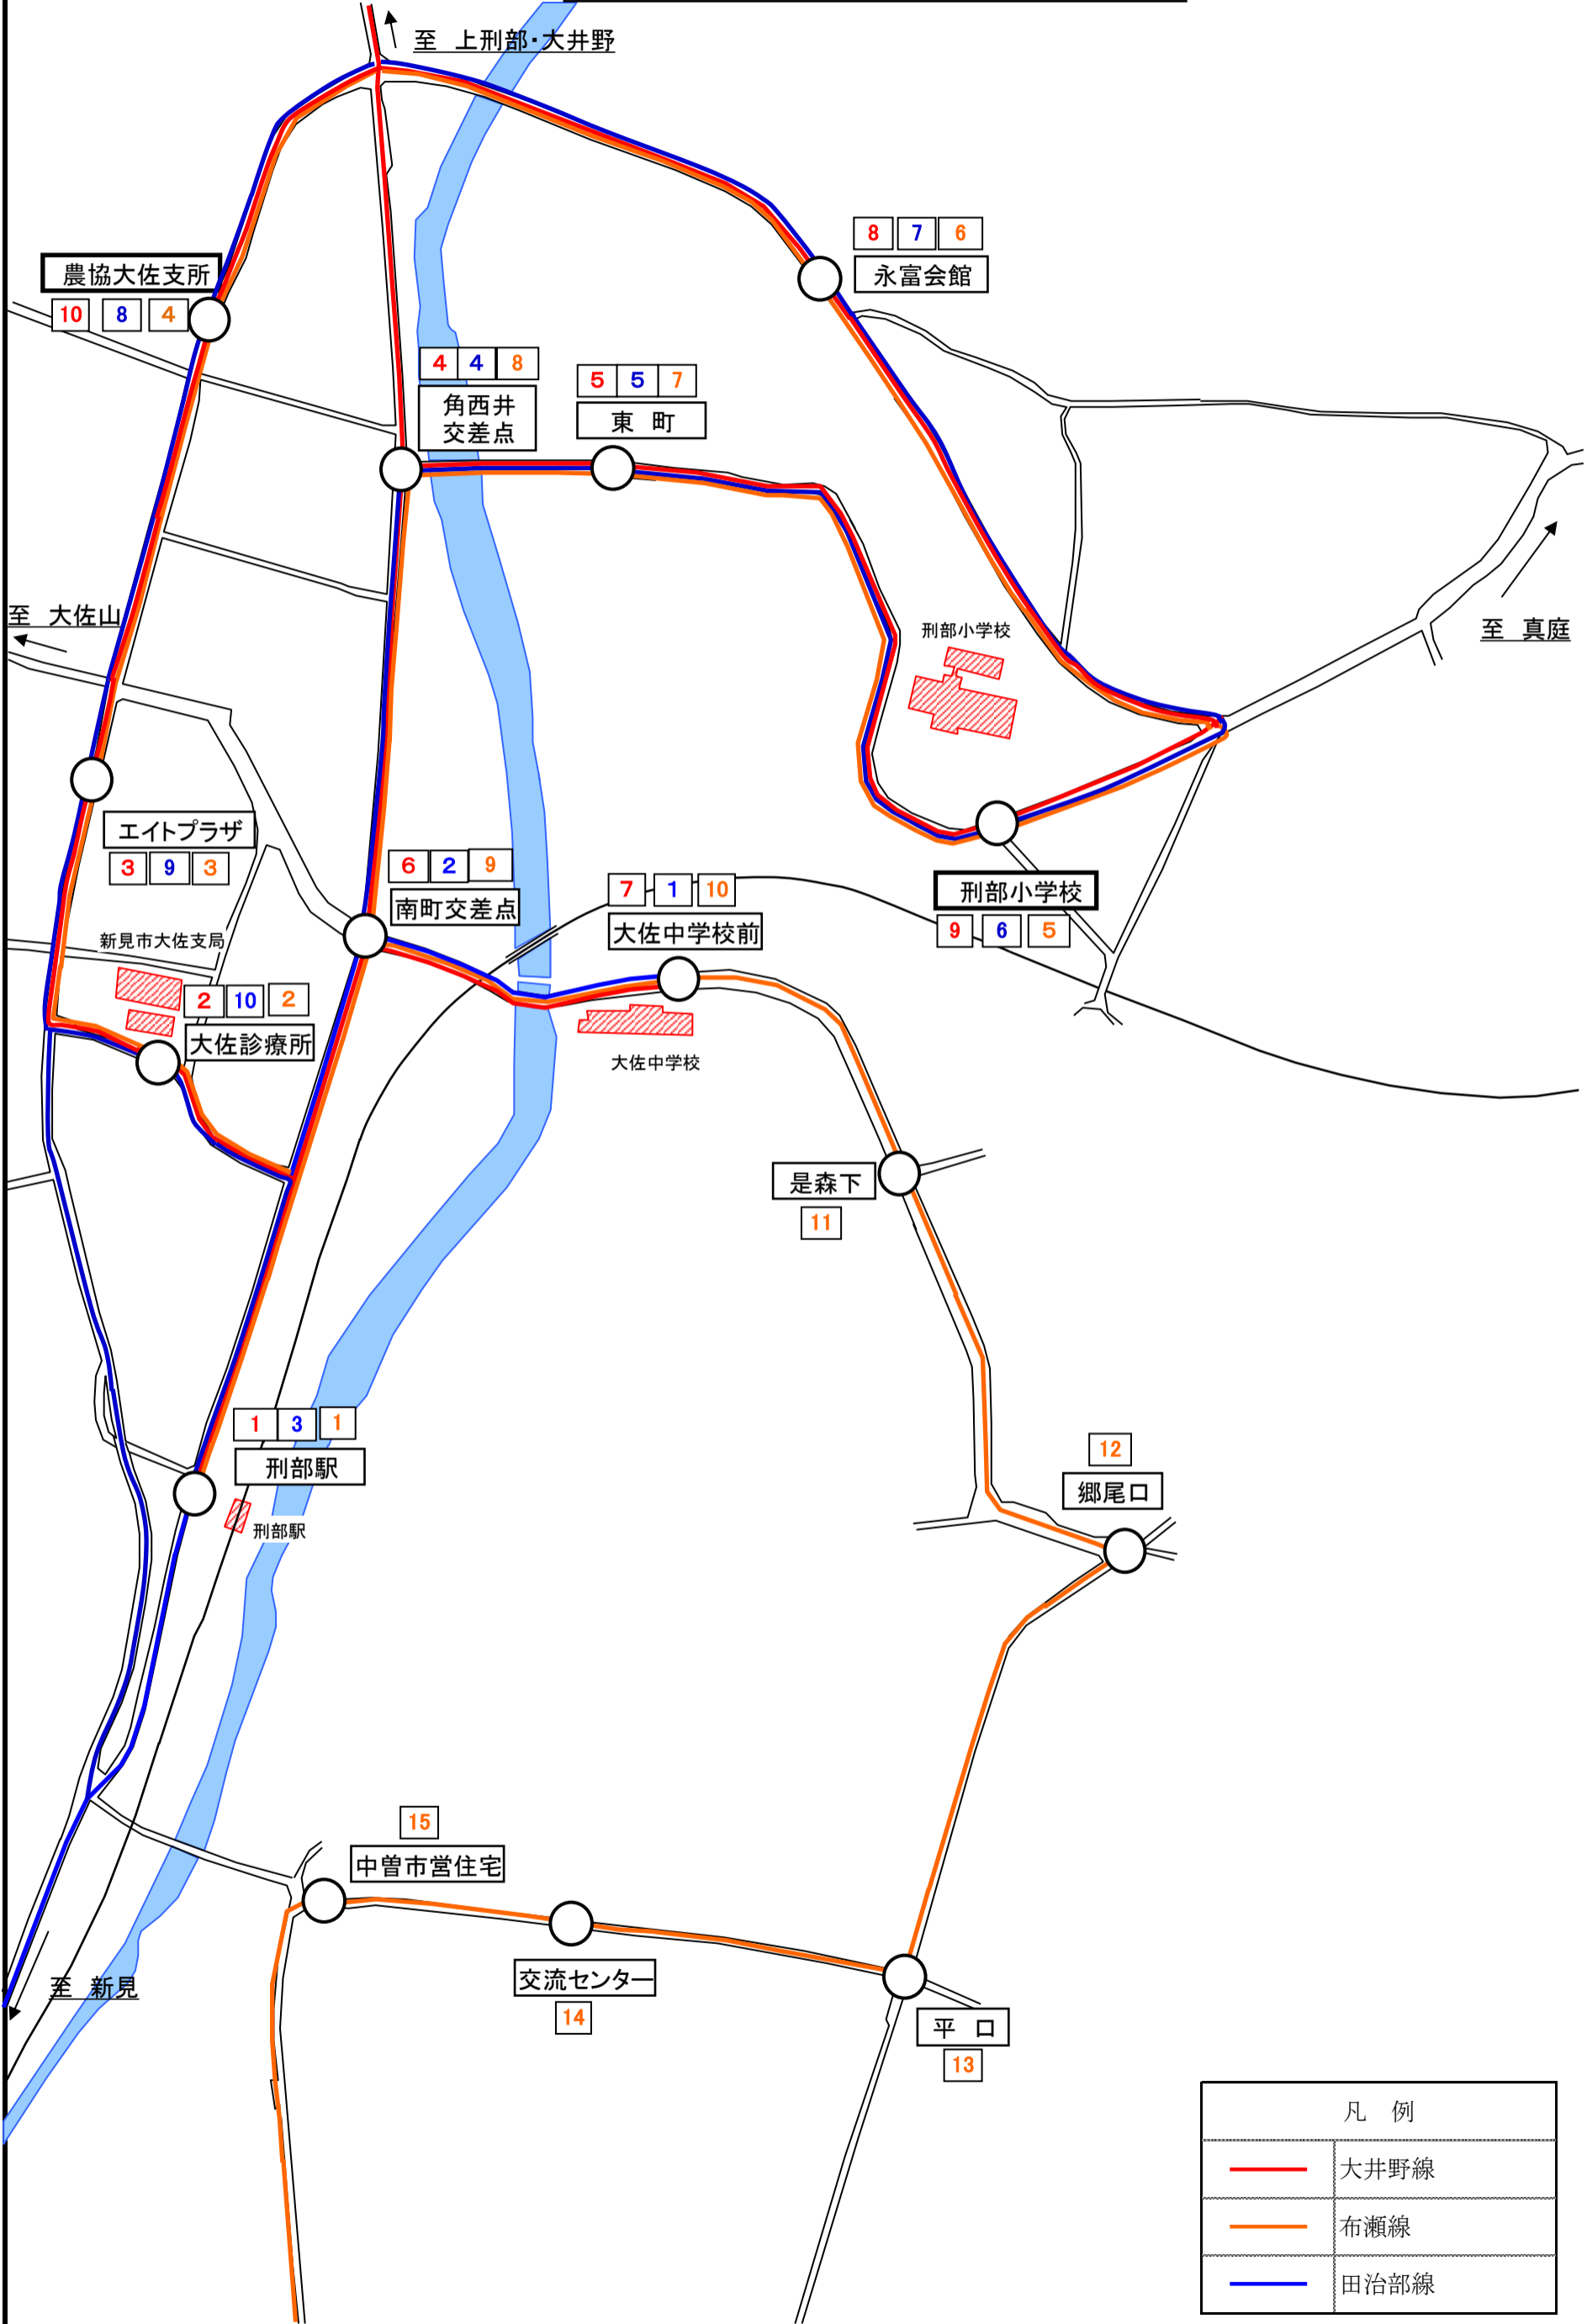 至 上刑部・大井野
8 7 6
永富会館
農協大佐支所
10 8 4
4 4 8
角西井
交差点
5 5 7
東 町
至 大佐山
刑部小学校
至 真庭
エイトプラザ
3 9 3
6 2 9
南町交差点
7 1 10
大佐中学校前
刑部小学校
9 6 5
新見市大佐支局
2 10 2
大佐診療所
大佐中学校
是森下
11
1 3 1
刑部駅
刑部駅
12
郷尾口
15
中曽市営住宅
交流センター
14
至 新見
平 口
13
凡 例
大井野線
布瀬線
田治部線